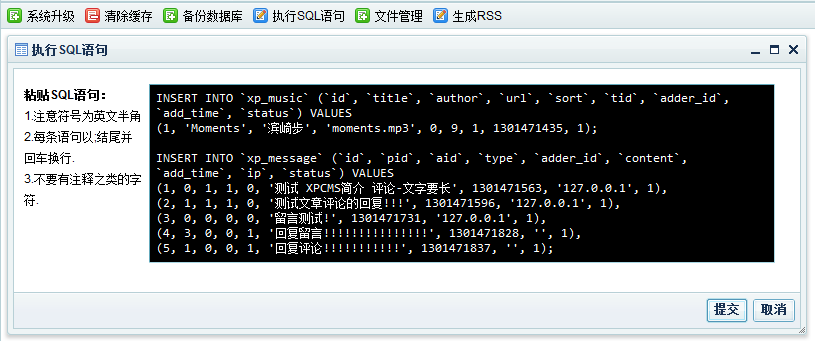 系统升级 清除缓存 备份数据库 执行SQL语句 文件管理 生成RSS
执行SQL语句
粘贴SQL语句：
1.注意符号为英文半角
2.每条语句以;结尾并
回车换行.
3.不要有注释之类的字
符.
INSERT INTO `xp_music` (`id`, `title`, `author`, `url`, `sort`, `tid`, `adder_id`,
`add_time`, `status`) VALUES
(1, 'Moments', '滨崎步', 'moments.mp3', 0, 9, 1, 1301471435, 1);
INSERT INTO `xp_message` (`id`, `pid`, `aid`, `type`, `adder_id`, `content`,
`add_time`, `ip`, `status`) VALUES
(1, 0, 1, 1, 0, '测试 XPCMS简介 评论-文字要长', 1301471563, '127.0.0.1', 1),
(2, 1, 1, 1, 0, '测试文章评论的回复!!!', 1301471596, '127.0.0.1', 1),
(3, 0, 0, 0, 0, '留言测试!', 1301471731, '127.0.0.1', 1),
(4, 3, 0, 0, 1, '回复留言!!!!!!!!!!!!!!!!', 1301471828, '', 1),
(5, 1, 0, 0, 1, '回复评论!!!!!!!!!!!', 1301471837, '', 1);
提交 取消